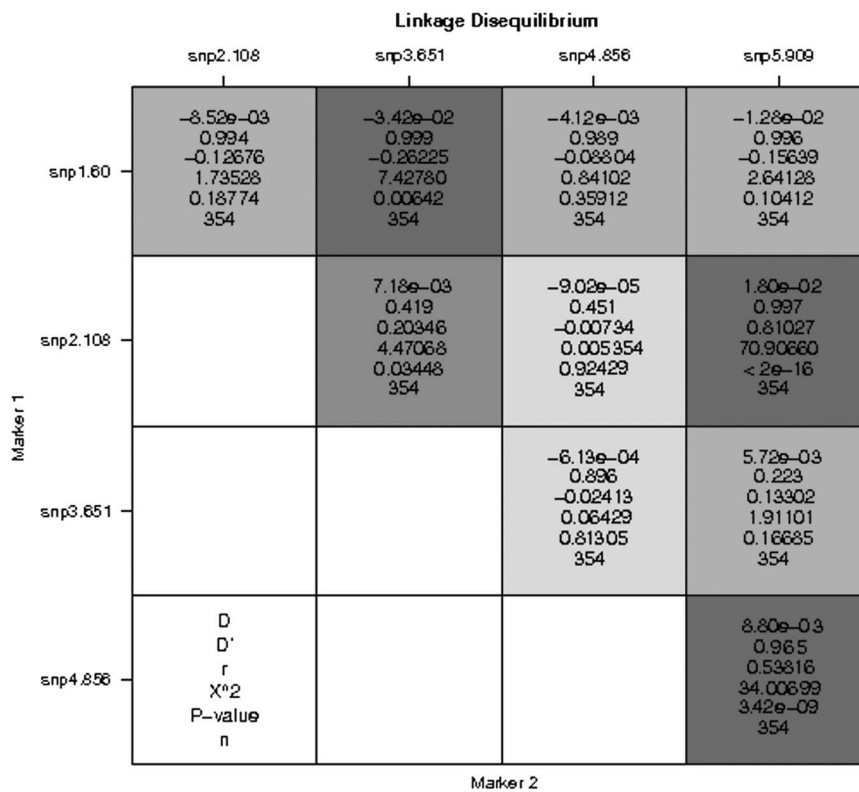 Linkage Disequilibrium
snp2.108 snp3.651 snp4.856 snp5.909
snp1.60
-8.52e-03
0.994
-0.12676
1.73528
0.18774
354
-3.42e-02
0.999
-0.26225
7.42780
0.00642
354
-4.12e-03
0.989
-0.08804
0.84102
0.35912
354
-1.28e-02
0.996
-0.15639
2.64128
0.10412
354
snp2.108
7.18e-03
0.419
0.20346
4.47068
0.03448
354
-9.02e-05
0.451
-0.00734
0.005354
0.92429
354
1.80e-02
0.997
0.81027
70.90660
< 2e-16
354
snp3.651
-6.13e-04
0.896
-0.02413
0.06429
0.81305
354
5.72e-03
0.223
0.13302
1.91101
0.16685
354
snp4.856
D
D'
r
X^2
P-value
n
8.80e-03
0.965
0.53816
34.00699
3.42e-09
354
Marker 1
Marker 2